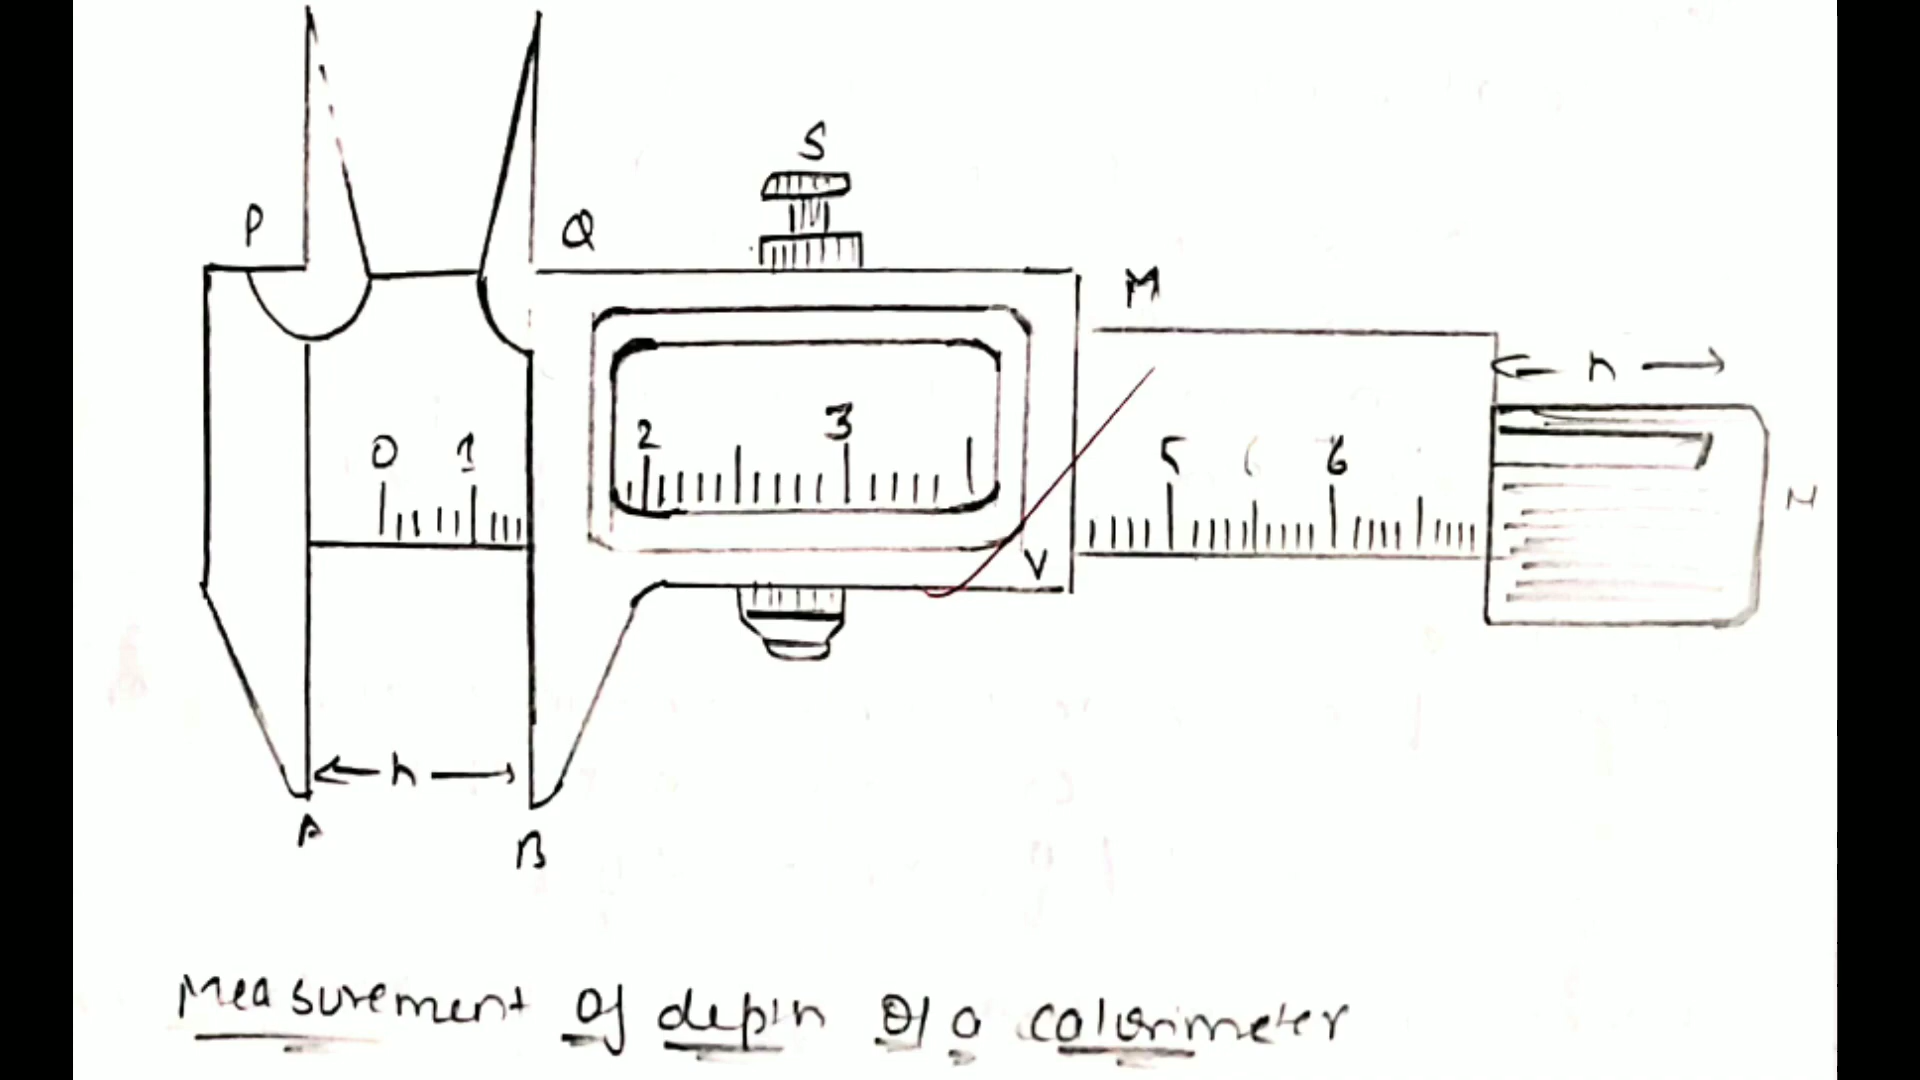 S
P
Q
M
← h →
2 3
0 1
5 6
N
V
← h →
A
B
Measurement of depth of a calorimeter